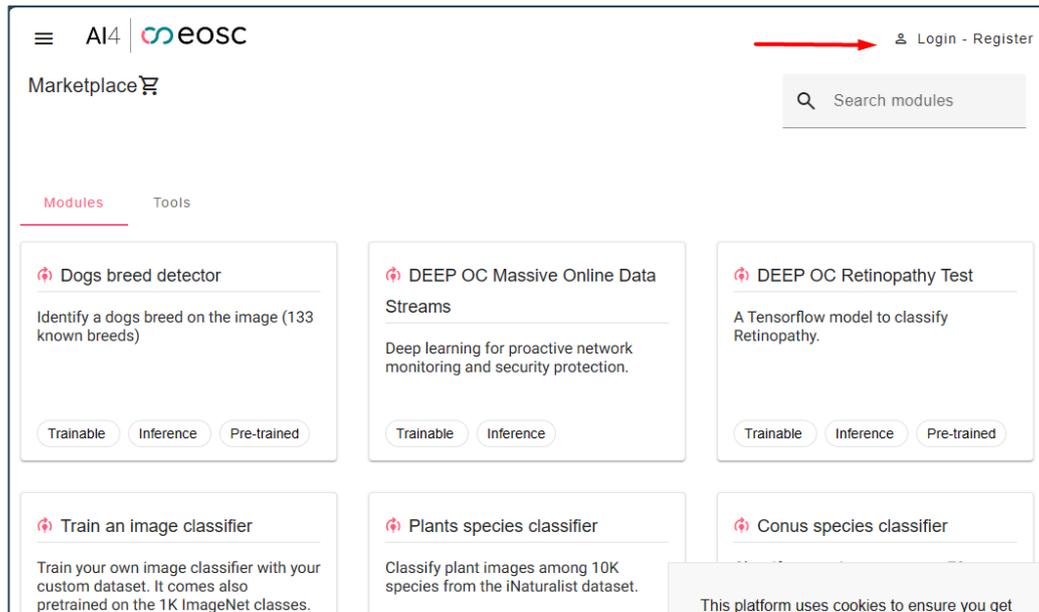 AI4 eosc
Login - Register
Marketplace
Search modules
Modules
Tools
Dogs breed detector
Identify a dogs breed on the image (133
known breeds)
Trainable
Inference
Pre-trained
DEEP OC Massive Online Data
Streams
Deep learning for proactive network
monitoring and security protection.
Trainable
Inference
DEEP OC Retinopathy Test
A Tensorflow model to classify
Retinopathy.
Trainable
Inference
Pre-trained
Train an image classifier
Train your own image classifier with your
custom dataset. It comes also
pretrained on the 1K ImageNet classes.
Plants species classifier
Classify plant images among 10K
species from the iNaturalist dataset.
Conus species classifier
This platform uses cookies to ensure you get